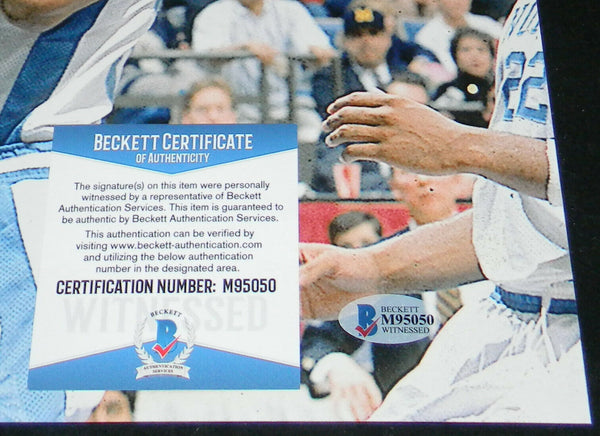 BECKETT CERTIFICATE
OF AUTHENTICITY
The signature(s) on this item were personally
witnessed by a representative of Beckett
Authentication Services. This item is guaranteed
to be authentic by Beckett Authentication Services.
This authentication can be verified by
visiting www.beckett-authentication.com
and utilizing the below authentication
number in the designated area.
CERTIFICATION NUMBER: M95050
WITNESSED
BECKETT
B
AUTHENTICATION
SERVICES
BECKETT
B
M95050
WITNESSED
22
M